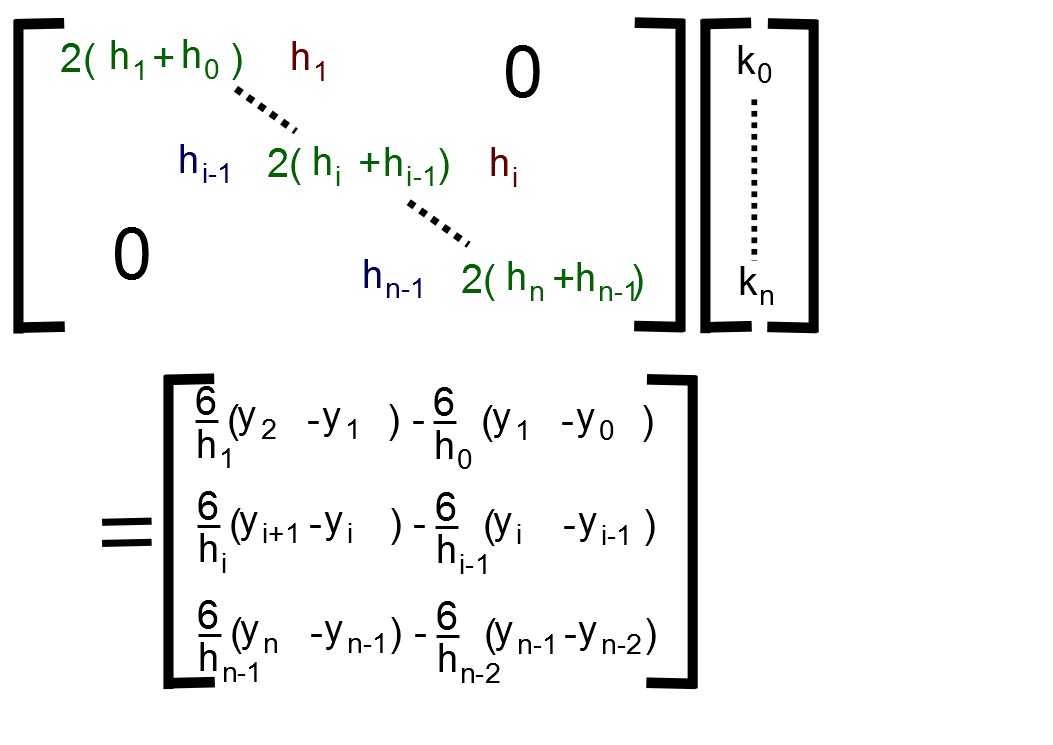 2( h₁+h₀ ) h₁ 0 k₀
hᵢ₋₁ 2( hᵢ +hᵢ₋₁) hᵢ
0 hₙ₋₁ 2( hₙ +hₙ₋₁) kₙ
6/h₁ (y₂ -y₁ ) - 6/h₀ (y₁ -y₀ )
= 6/hᵢ (yᵢ₊₁ -yᵢ ) - 6/hᵢ₋₁ (yᵢ -yᵢ₋₁ )
6/hₙ₋₁ (yₙ -yₙ₋₁) - 6/hₙ₋₂ (yₙ₋₁ -yₙ₋₂)